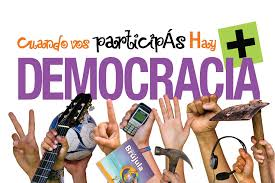 Cuando vos participÁs Hay +
DEMOCRACIA
Brújula